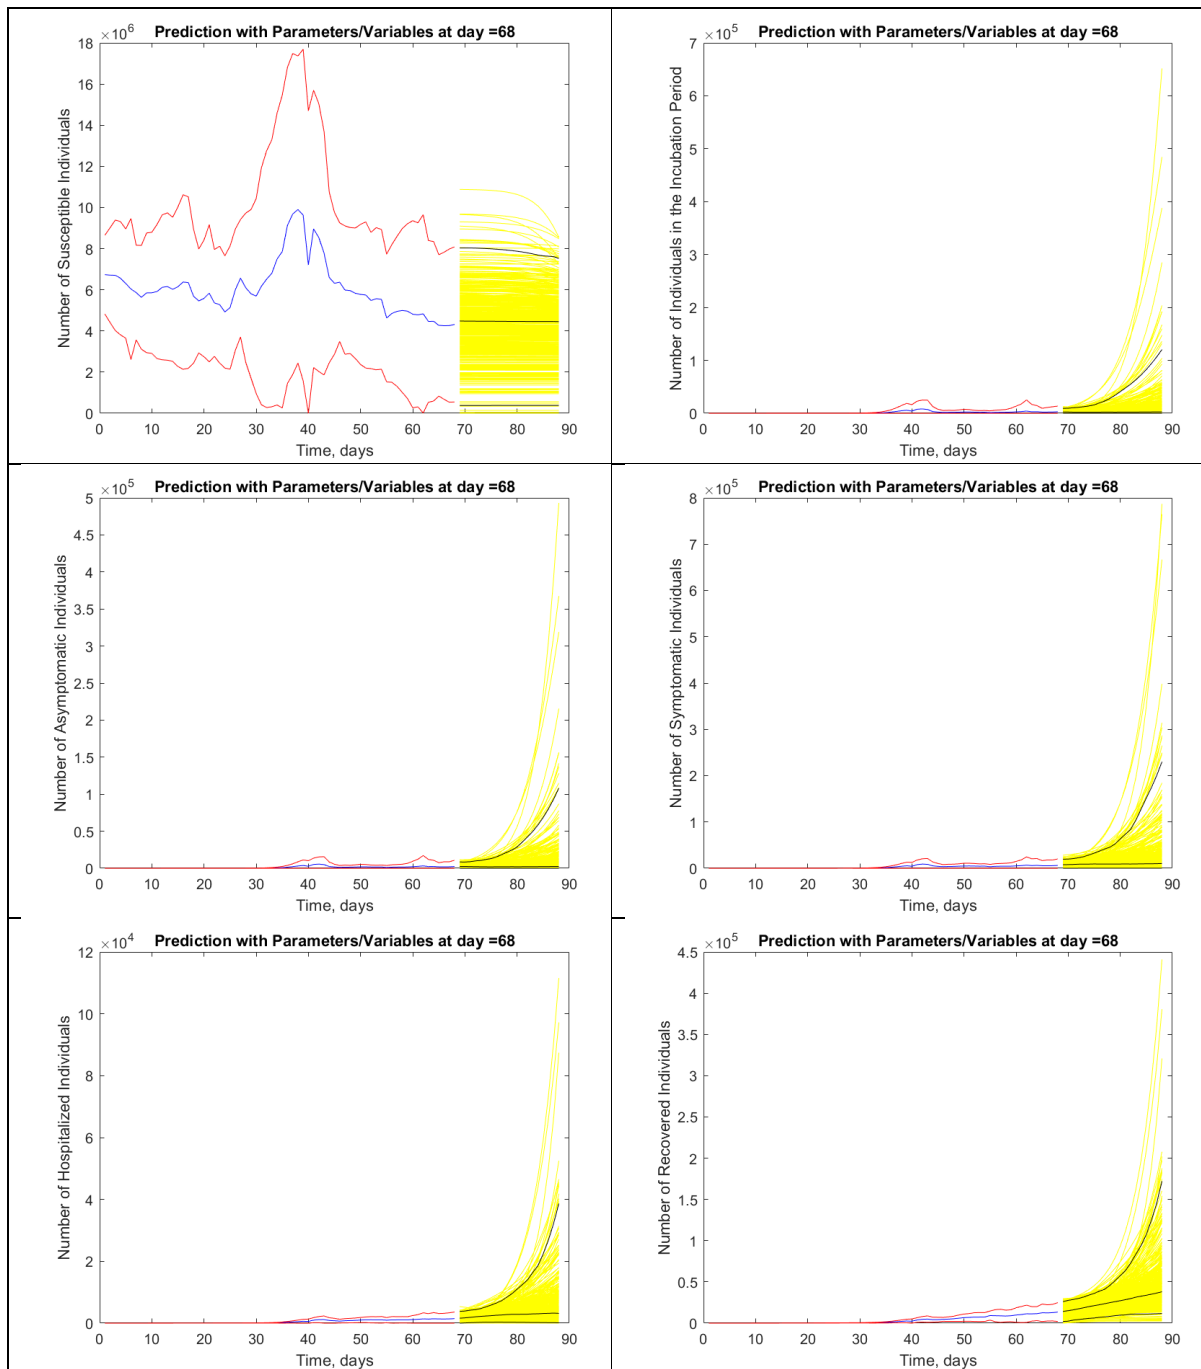 Prediction with Parameters/Variables at day =68
×10^6
Number of Susceptible Individuals
18
16
14
12
10
8
6
4
2
0
0 10 20 30 40 50 60 70 80 90
Time, days
Prediction with Parameters/Variables at day =68
×10^5
Number of Individuals in the Incubation Period
7
6
5
4
3
2
1
0
0 10 20 30 40 50 60 70 80 90
Time, days
Prediction with Parameters/Variables at day =68
×10^5
Number of Asymptomatic Individuals
5
4.5
4
3.5
3
2.5
2
1.5
1
0.5
0
0 10 20 30 40 50 60 70 80 90
Time, days
Prediction with Parameters/Variables at day =68
×10^5
Number of Symptomatic Individuals
8
7
6
5
4
3
2
1
0
0 10 20 30 40 50 60 70 80 90
Time, days
Prediction with Parameters/Variables at day =68
×10^4
Number of Hospitalized Individuals
12
10
8
6
4
2
0
0 10 20 30 40 50 60 70 80 90
Time, days
Prediction with Parameters/Variables at day =68
×10^5
Number of Recovered Individuals
4.5
4
3.5
3
2.5
2
1.5
1
0.5
0
0 10 20 30 40 50 60 70 80 90
Time, days